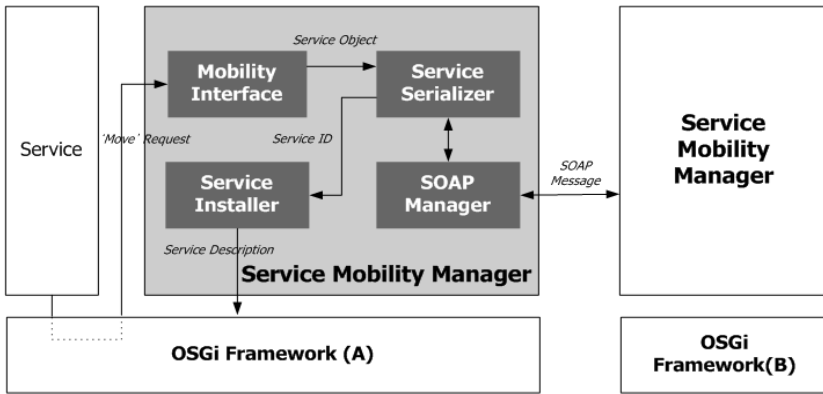 Service Object
Mobility
Interface
Service
Serializer
Service
'Move' Request
Service ID
Service
Mobility
Manager
Service
Installer
SOAP
Manager
SOAP
Message
Service Description
Service Mobility Manager
OSGi Framework (A)
OSGi
Framework(B)